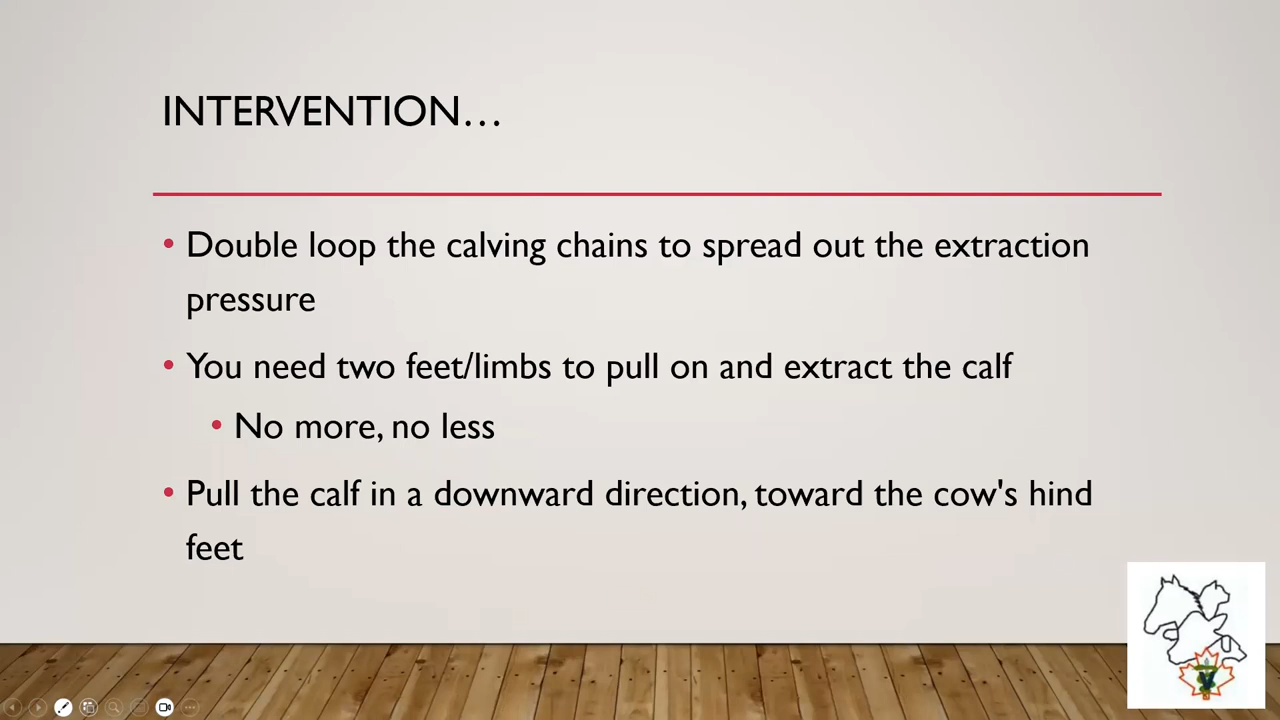 INTERVENTION…
• Double loop the calving chains to spread out the extraction
pressure
• You need two feet/limbs to pull on and extract the calf
• No more, no less
• Pull the calf in a downward direction, toward the cow's hind
feet